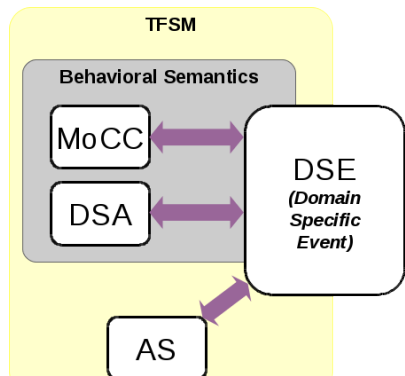 TFSM
Behavioral Semantics
MoCC
DSA
DSE
(Domain
Specific
Event)
AS